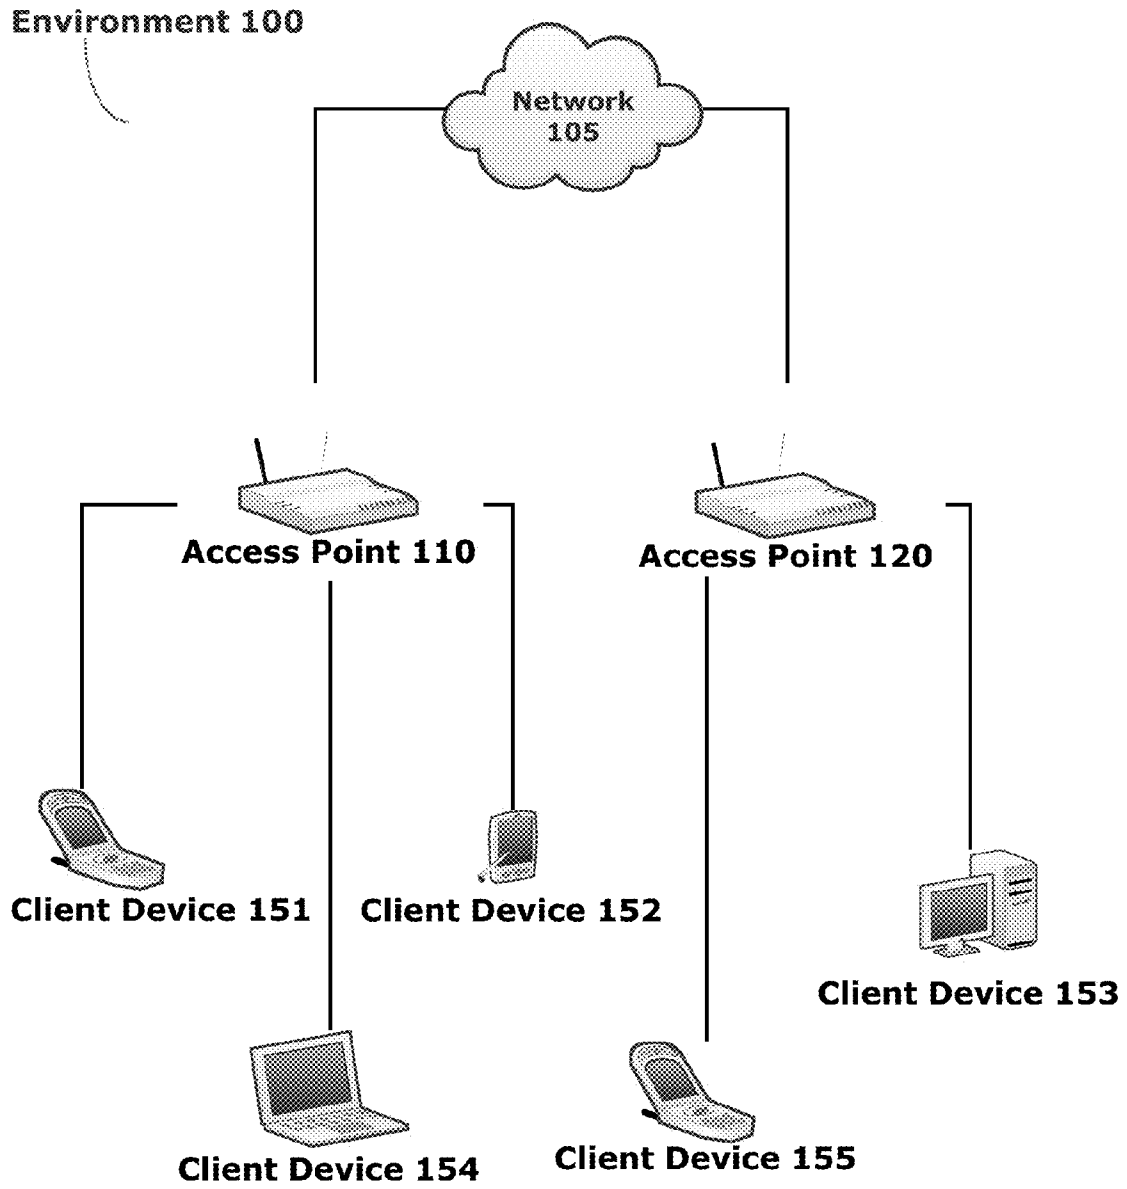 Environment 100
Network
105
Access Point 110
Access Point 120
Client Device 151
Client Device 152
Client Device 153
Client Device 154
Client Device 155